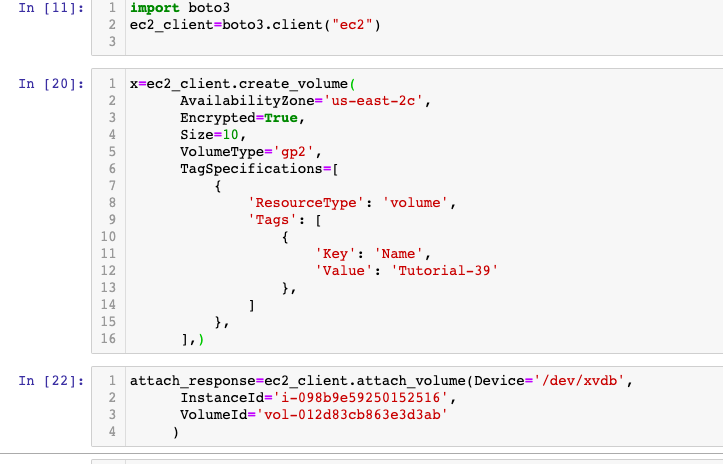 In [11]:
1 import boto3
2 ec2_client=boto3.client("ec2")
3
In [20]:
1 x=ec2_client.create_volume(
2       AvailabilityZone='us-east-2c',
3       Encrypted=True,
4       Size=10,
5       VolumeType='gp2',
6       TagSpecifications=[
7           {
8               'ResourceType': 'volume',
9               'Tags': [
10                  {
11                      'Key': 'Name',
12                      'Value': 'Tutorial-39'
13                  },
14              ]
15          },
16      ],)
In [22]:
1 attach_response=ec2_client.attach_volume(Device='/dev/xvdb',
2       InstanceId='i-098b9e59250152516',
3       VolumeId='vol-012d83cb863e3d3ab'
4      )